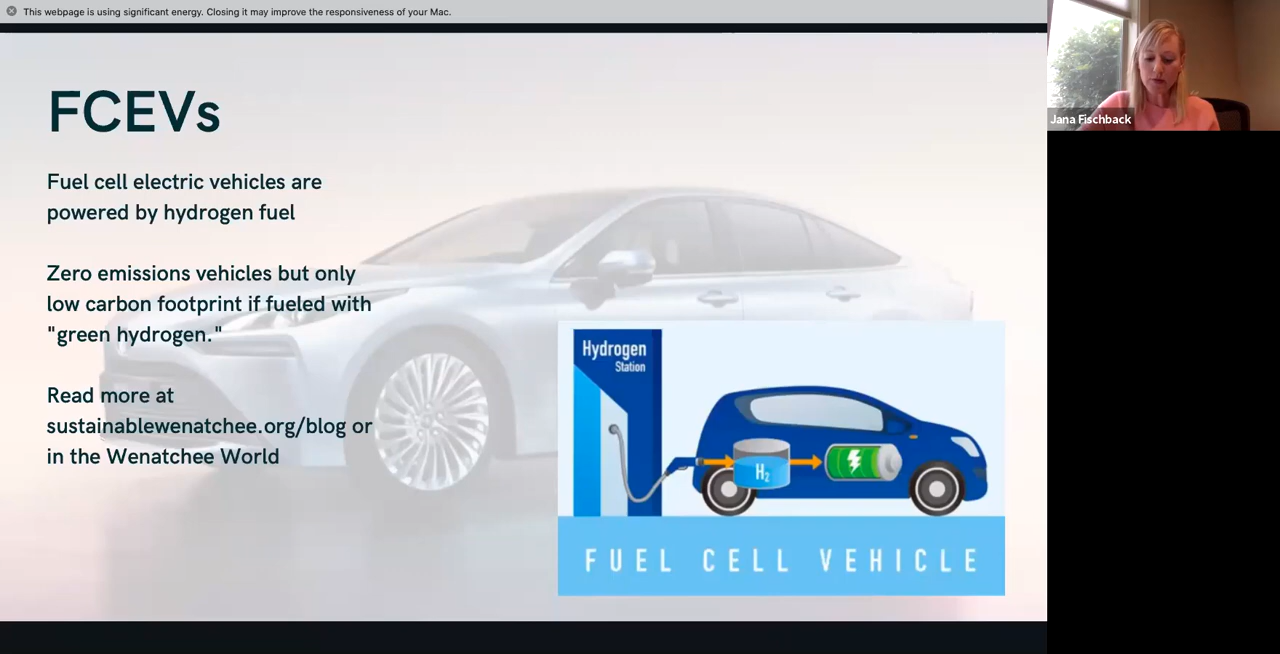 This webpage is using significant energy. Closing it may improve the responsiveness of your Mac.
FCEVs
Fuel cell electric vehicles are
powered by hydrogen fuel
Zero emissions vehicles but only
low carbon footprint if fueled with
"green hydrogen."
Read more at
sustainablewenatchee.org/blog or
in the Wenatchee World
Hydrogen
Station
H₂
FUEL CELL VEHICLE
Jana Fischback